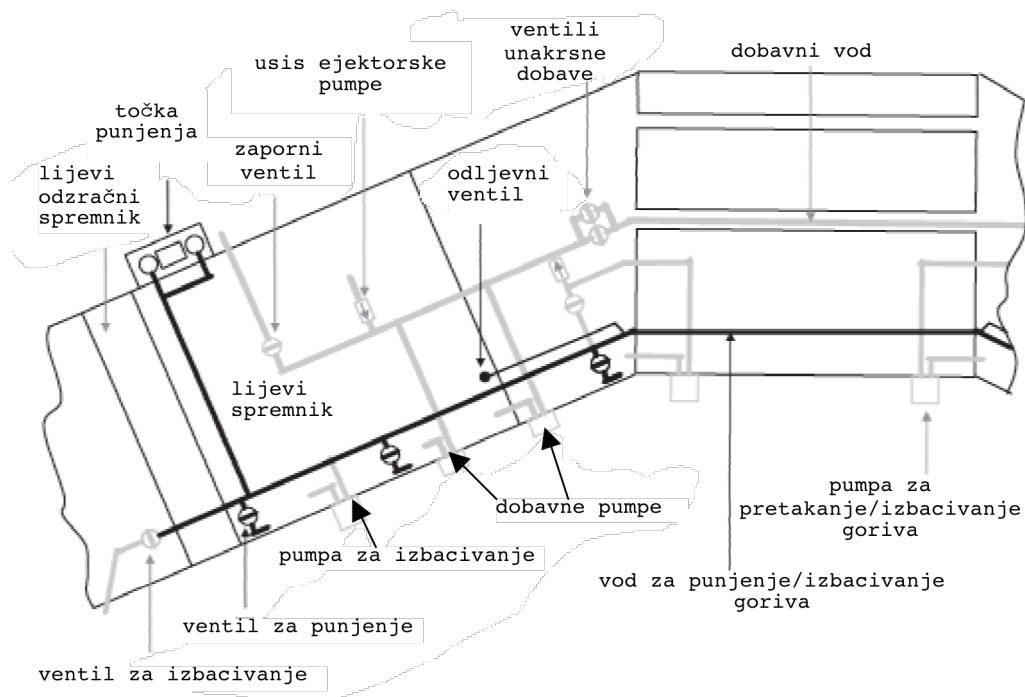 ventili
unakrsne
dobave
dobavni vod
usis ejektorske
pumpe
točka
punjenja
zaporni
ventil
lijevi
odzračni
spremnik
odljevni
ventil
lijevi
spremnik
pumpa za
pretakanje/izbacivanje
goriva
dobavne pumpe
pumpa za izbacivanje
vod za punjenje/izbacivanje
goriva
ventil za punjenje
ventil za izbacivanje